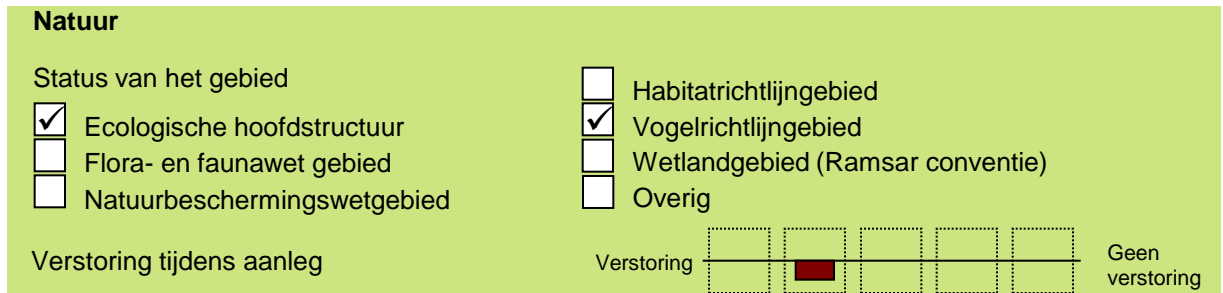 Natuur
Status van het gebied
✓ Ecologische hoofdstructuur
Flora- en faunawet gebied
Natuurbeschermingswetgebied
Habitatrichtlijngebied
✓ Vogelrichtlijngebied
Wetlandgebied (Ramsar conventie)
Overig
Verstoring tijdens aanleg
Verstoring
Geen
verstoring